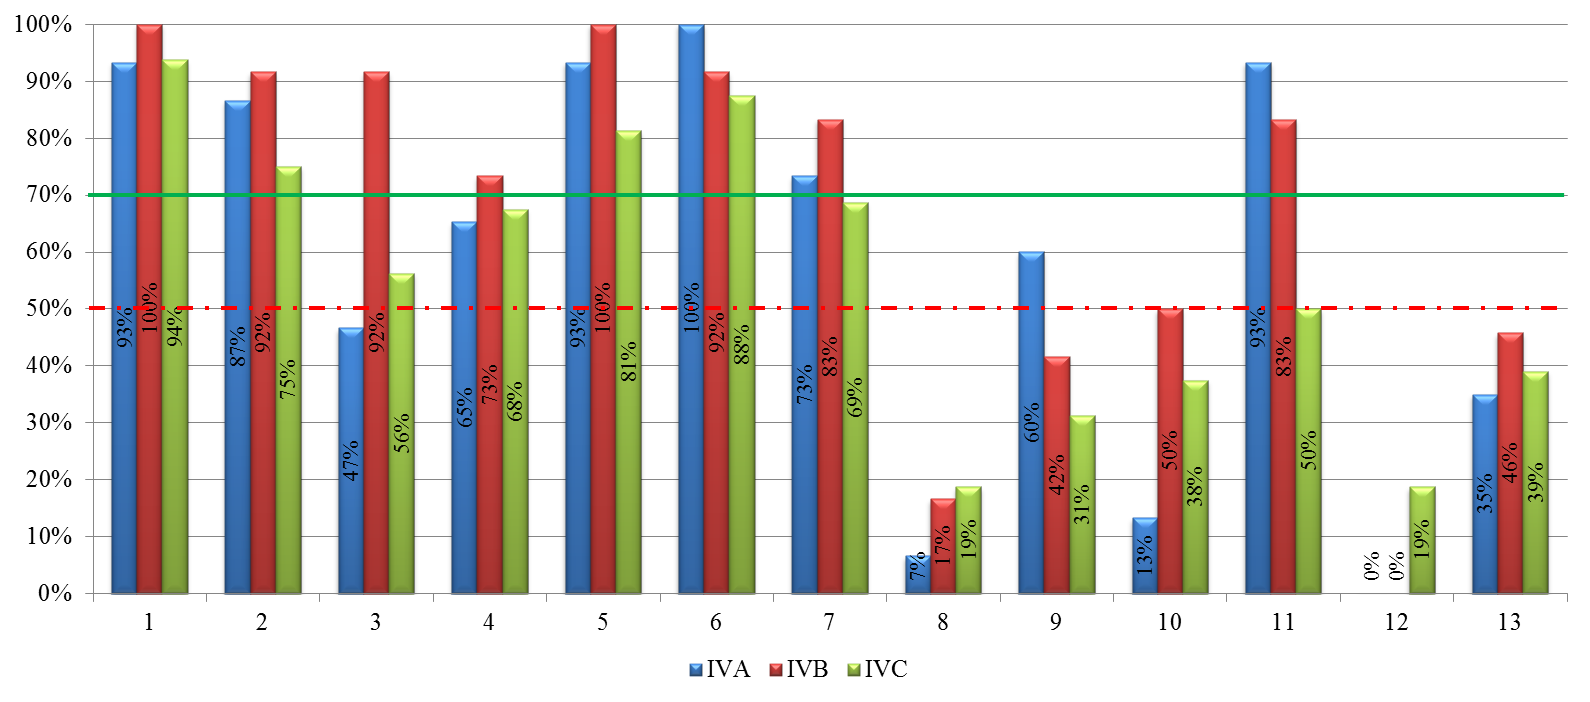 100%
90%
80%
70%
60%
50%
40%
30%
20%
10%
0%
93% 100% 94%
87% 92% 75%
47% 92% 56%
65% 73% 68%
93% 100% 81%
100% 92% 88%
73% 83% 69%
7% 17% 19%
60% 42% 31%
13% 50% 38%
93% 83% 50%
0% 0% 19%
35% 46% 39%
1 2 3 4 5 6 7 8 9 10 11 12 13
IVA IVB IVC